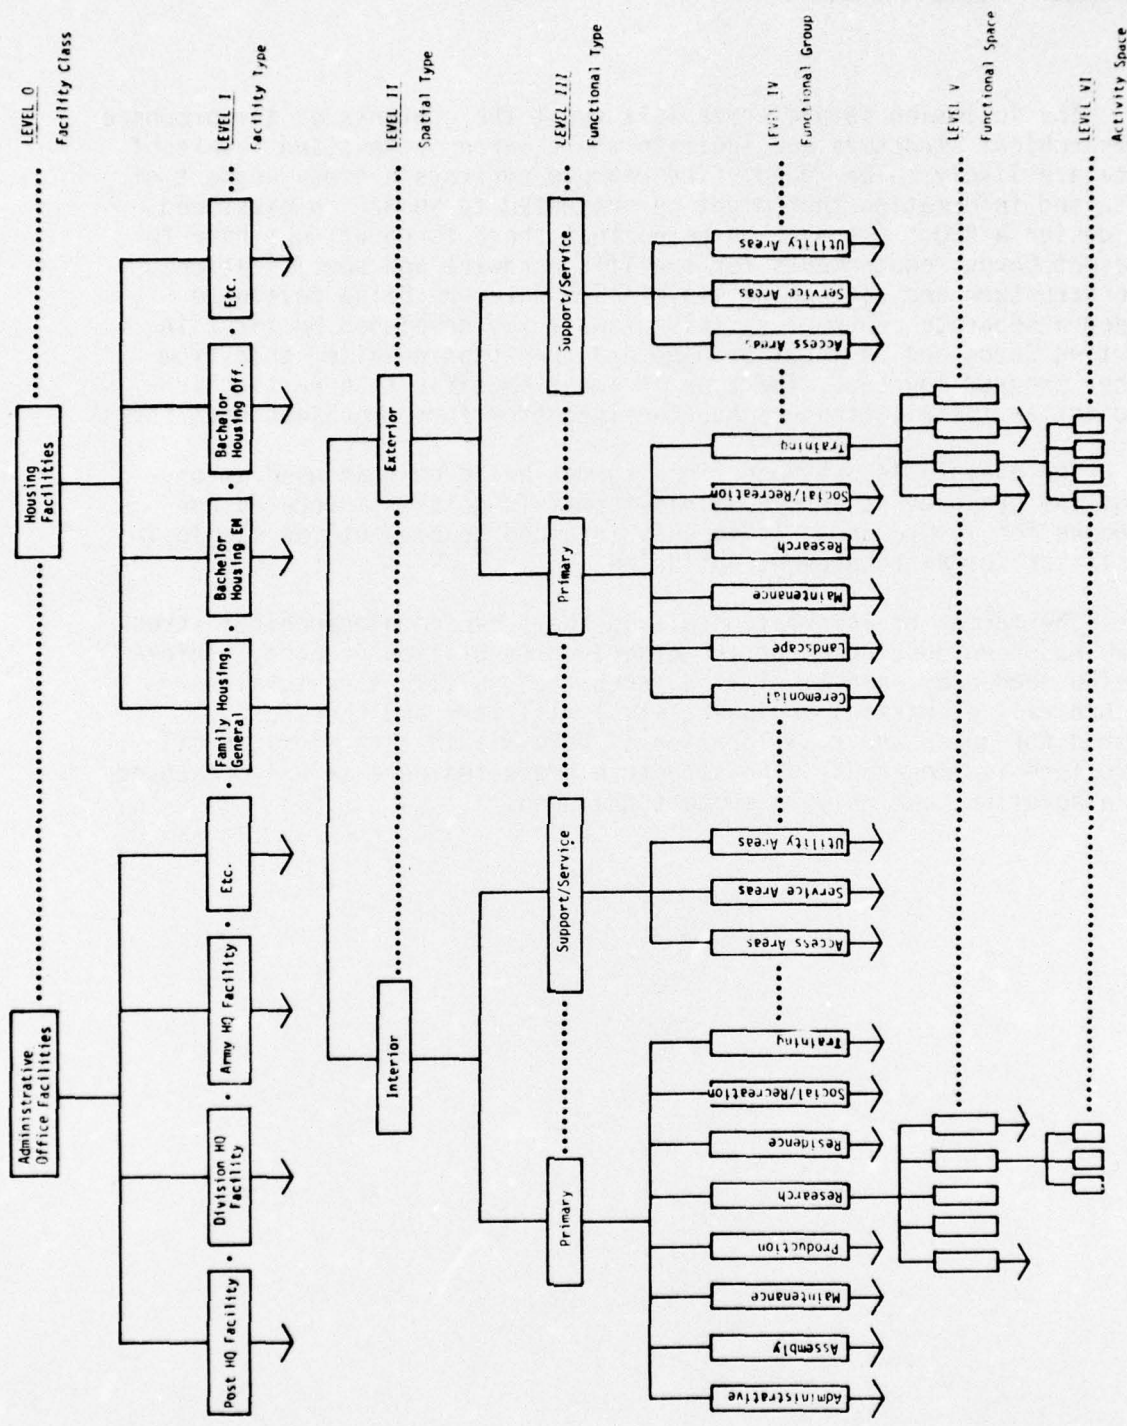 Administrative
Office Facilities
Housing
Facilities
LEVEL O
Facility Class
Post HQ Facility
Division HQ
Facility
Army HQ Facility
Etc.
Family Housing,
General
Bachelor
Housing EM
Bachelor
Housing Off.
Etc.
LEVEL I
Facility Type
Interior
Exterior
LEVEL II
Spatial Type
Primary
Support/Service
Primary
Support/Service
LEVEL III
Functional Type
Administrative
Assembly
Maintenance
Production
Research
Residence
Social/Recreation
Training
Access Areas
Service Areas
Utility Areas
Ceremonial
Landscape
Maintenance
Research
Social/Recreation
Training
Access Areas
Service Areas
Utility Areas
LEVEL IV
Functional Group
LEVEL V
Functional Space
LEVEL VI
Activity Space